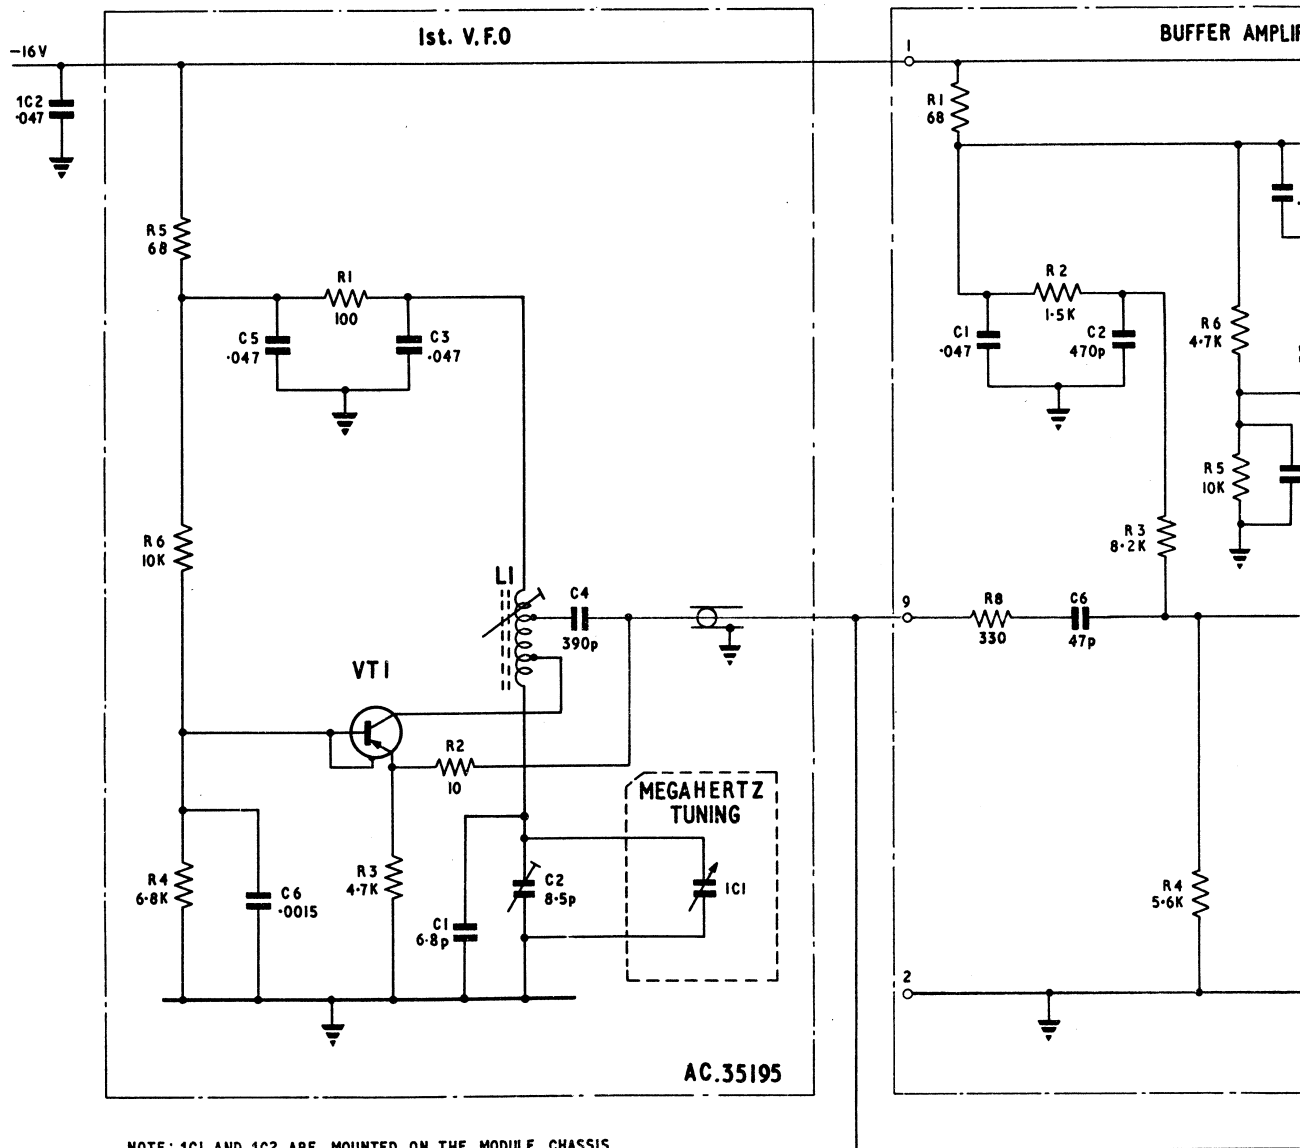 1st. V.F.O
BUFFER AMPLIF
-16V
1
1C2
.047
R1
68
R5
68
R1
100
C5
.047
C3
.047
R2
1.5K
C1
.047
C2
470p
R6
4.7K
R5
10K
R6
10K
R3
8.2K
L1
C4
390p
9
R8
330
C6
47p
VT1
R2
10
MEGAHERTZ
TUNING
R4
6.8K
C6
.0015
R3
4.7K
C1
6.8p
C2
8.5p
1C1
R4
5.6K
2
AC.35195
NOTE: 1C1 AND 1C2 ARE MOUNTED ON THE MODULE CHASSIS